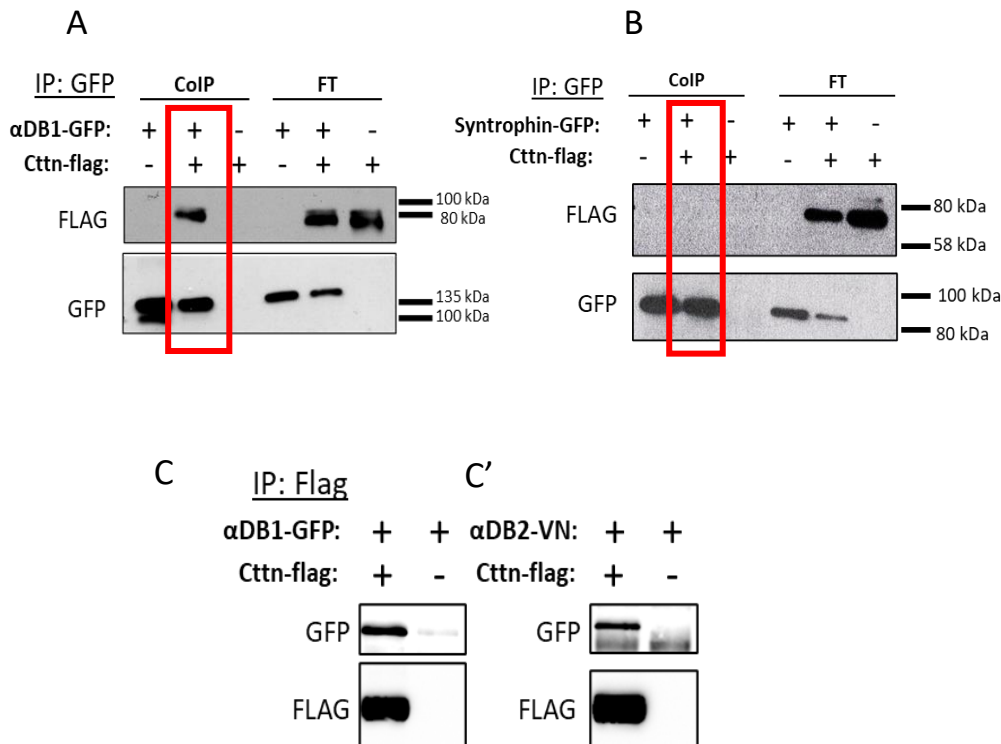 A
IP: GFP
CoIP FT
αDB1-GFP: + + - + + -
Cttn-flag: - + + - + +
FLAG
100 kDa
80 kDa
GFP
135 kDa
100 kDa
B
IP: GFP
CoIP FT
Syntrophin-GFP: + + - + + -
Cttn-flag: - + + - + +
FLAG
80 kDa
58 kDa
GFP
100 kDa
80 kDa
C
IP: Flag
αDB1-GFP: + +
Cttn-flag: + -
GFP
FLAG
C'
αDB2-VN: + +
Cttn-flag: + -
GFP
FLAG